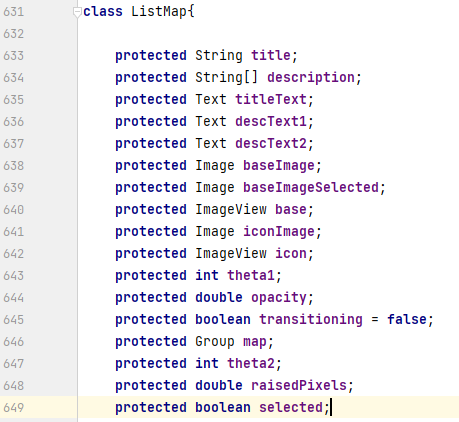 631 class ListMap{
632
633 protected String title;
634 protected String[] description;
635 protected Text titleText;
636 protected Text descText1;
637 protected Text descText2;
638 protected Image baseImage;
639 protected Image baseImageSelected;
640 protected ImageView base;
641 protected Image iconImage;
642 protected ImageView icon;
643 protected int theta1;
644 protected double opacity;
645 protected boolean transitioning = false;
646 protected Group map;
647 protected int theta2;
648 protected double raisedPixels;
649 protected boolean selected;